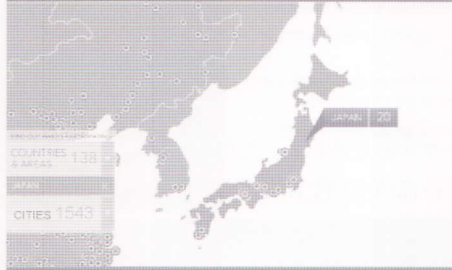 COUNTRIES
& AREAS 138
JAPAN
CITIES 1543
JAPAN 20